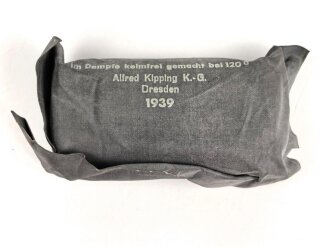 im Dampfe keimfrei gemacht bei 120°
Alfred Kipping K.-G.
Dresden
1939